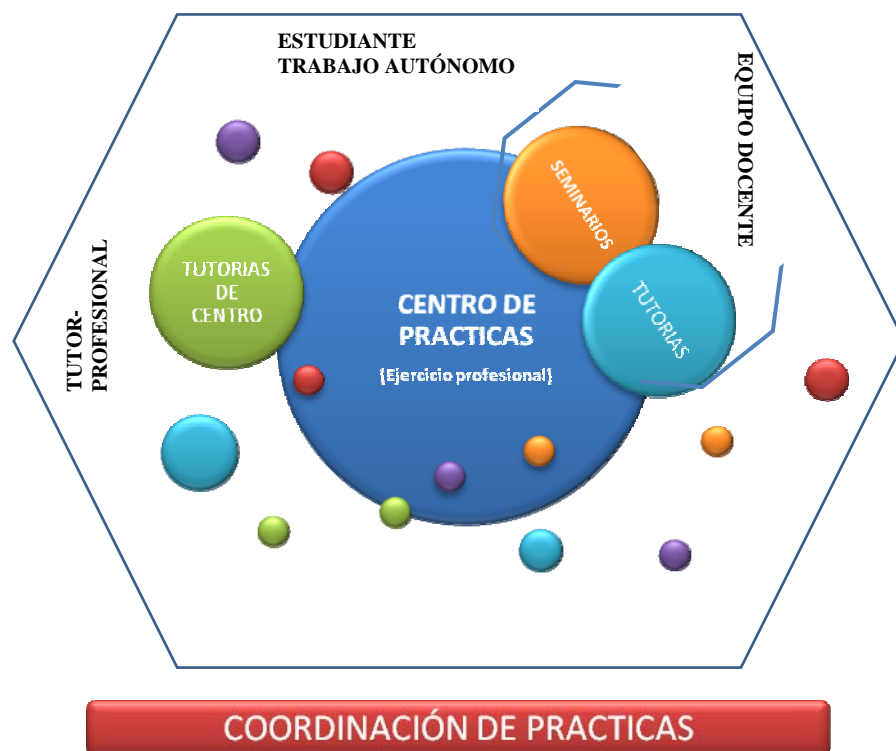 ESTUDIANTE
TRABAJO AUTÓNOMO
EQUIPO DOCENTE
SEMINARIOS
TUTORIAS
TUTOR-
PROFESIONAL
TUTORIAS
DE
CENTRO
CENTRO DE
PRACTICAS
(Ejercicio profesional)
COORDINACIÓN DE PRACTICAS